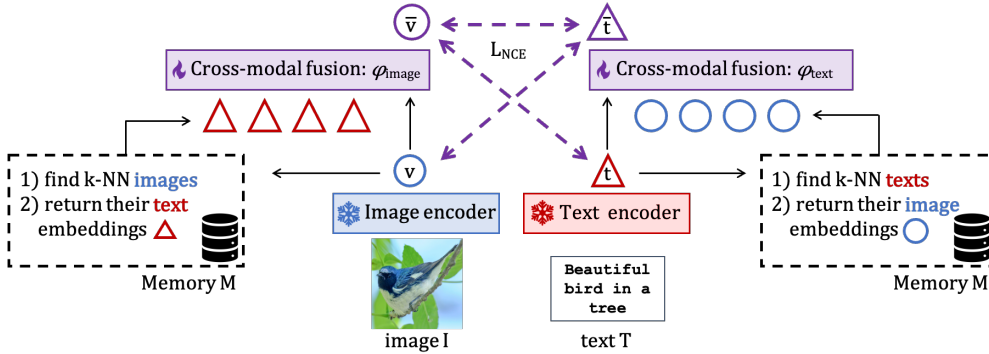 v̄
t̄
L_NCE
Cross-modal fusion: φ_image
Cross-modal fusion: φ_text
v
t
1) find k-NN images
2) return their text
embeddings
Memory M
Image encoder
Text encoder
1) find k-NN texts
2) return their image
embeddings
Memory M
Beautiful
bird in a
tree
image I
text T